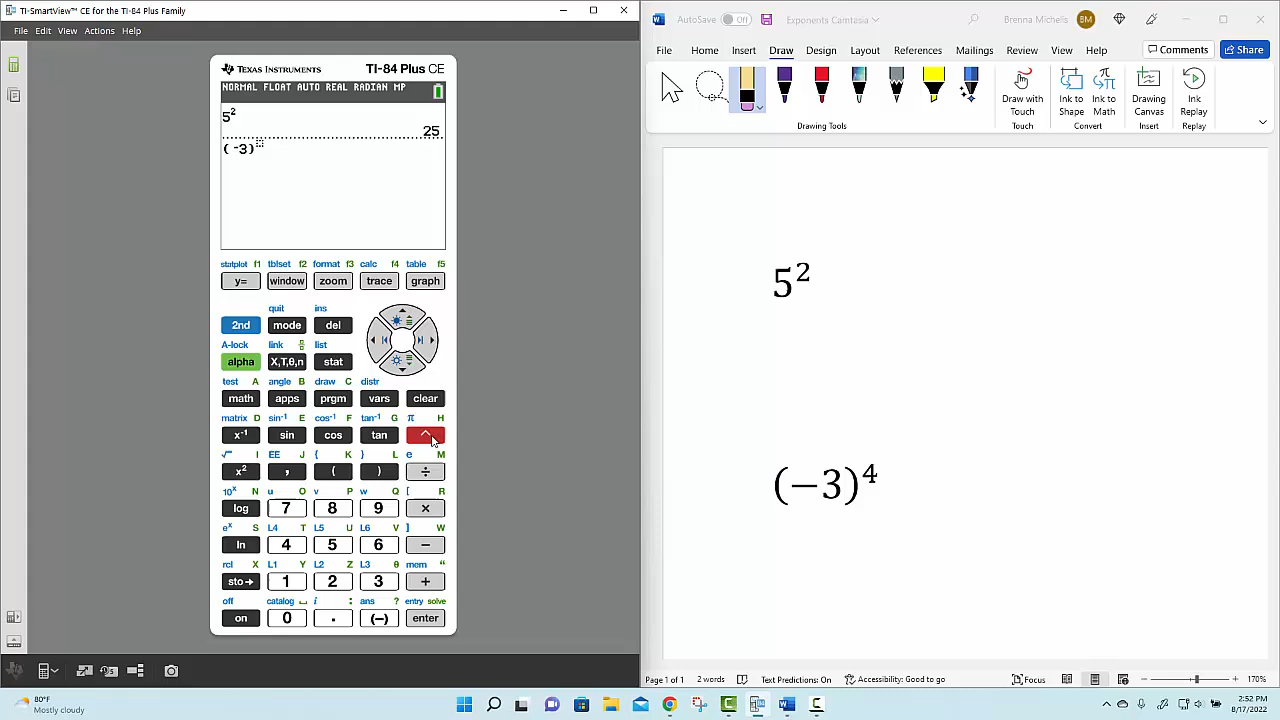 TI-SmartView™ CE for the TI-84 Plus Family
File Edit View Actions Help
TEXAS INSTRUMENTS TI-84 Plus CE
NORMAL FLOAT AUTO REAL RADIAN MP
5²
25
(-3)
statplot f1 tblset f2 format f3 calc f4 table f5
y= window zoom trace graph
quit ins
2nd mode del
A-lock link list
alpha X,T,θ,n stat
test A angle B draw C distr
math apps prgm vars clear
matrix D sin⁻¹ E cos⁻¹ F tan⁻¹ G π H
x⁻¹ sin cos tan ^
√‾ I EE J { K } L e M
x² , ( ) ÷
10ˣ N u O v P w Q [ R
log 7 8 9 ×
eˣ S L4 T L5 U L6 V ] W
ln 4 5 6 −
rcl X L1 Y L2 Z L3 θ mem “
sto→ 1 2 3 +
off catalog ⎵ i : ans ? entry solve
on 0 . (–) enter
AutoSave Off Exponents Camtasia Brenna Michelis BM
File Home Insert Draw Design Layout References Mailings Review View Help Comments Share
Draw with Touch
Ink to Shape
Ink to Math
Drawing Canvas
Ink Replay
Drawing Tools Touch Convert Insert Replay
5²
(−3)⁴
Page 1 of 1 2 words Text Predictions: On Accessibility: Good to go Focus 170%
80°F
Mostly cloudy
2:52 PM
8/17/2022